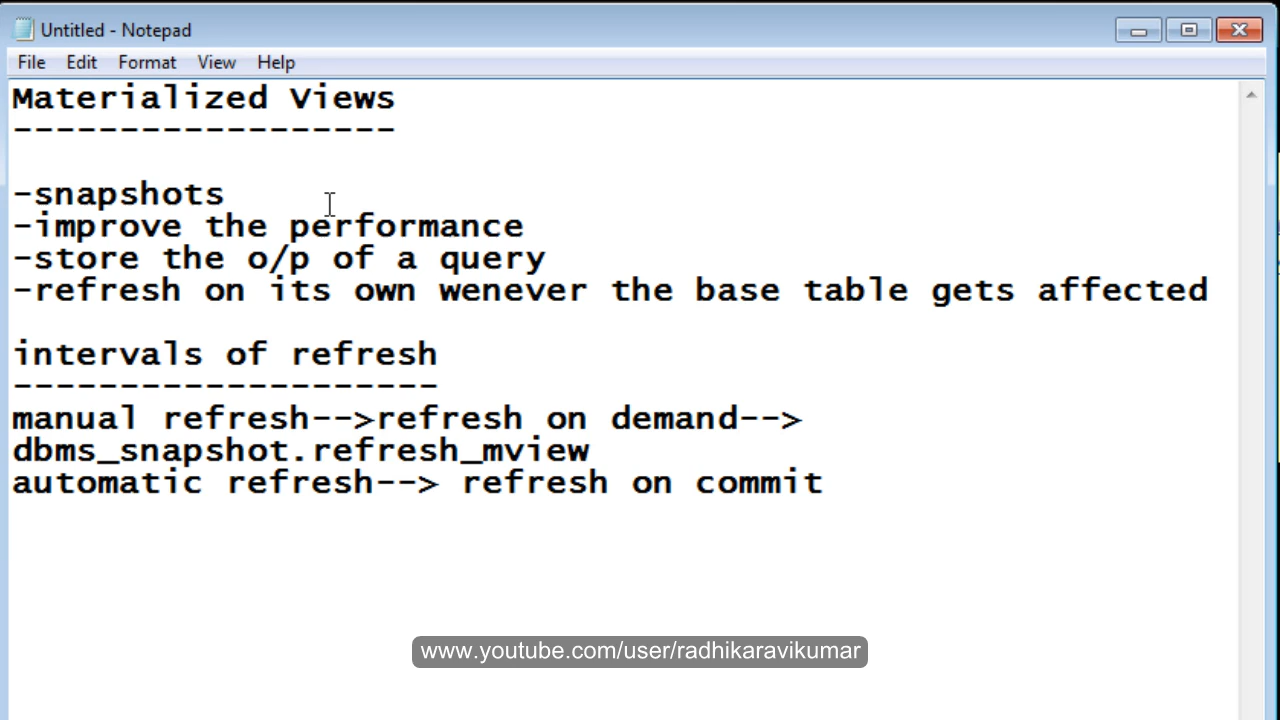 Untitled - Notepad
File Edit Format View Help
Materialized Views
------------------
-snapshots
-improve the performance
-store the o/p of a query
-refresh on its own wenever the base table gets affected
intervals of refresh
--------------------
manual refresh-->refresh on demand-->
dbms_snapshot.refresh_mview
automatic refresh--> refresh on commit
www.youtube.com/user/radhikaravikumar